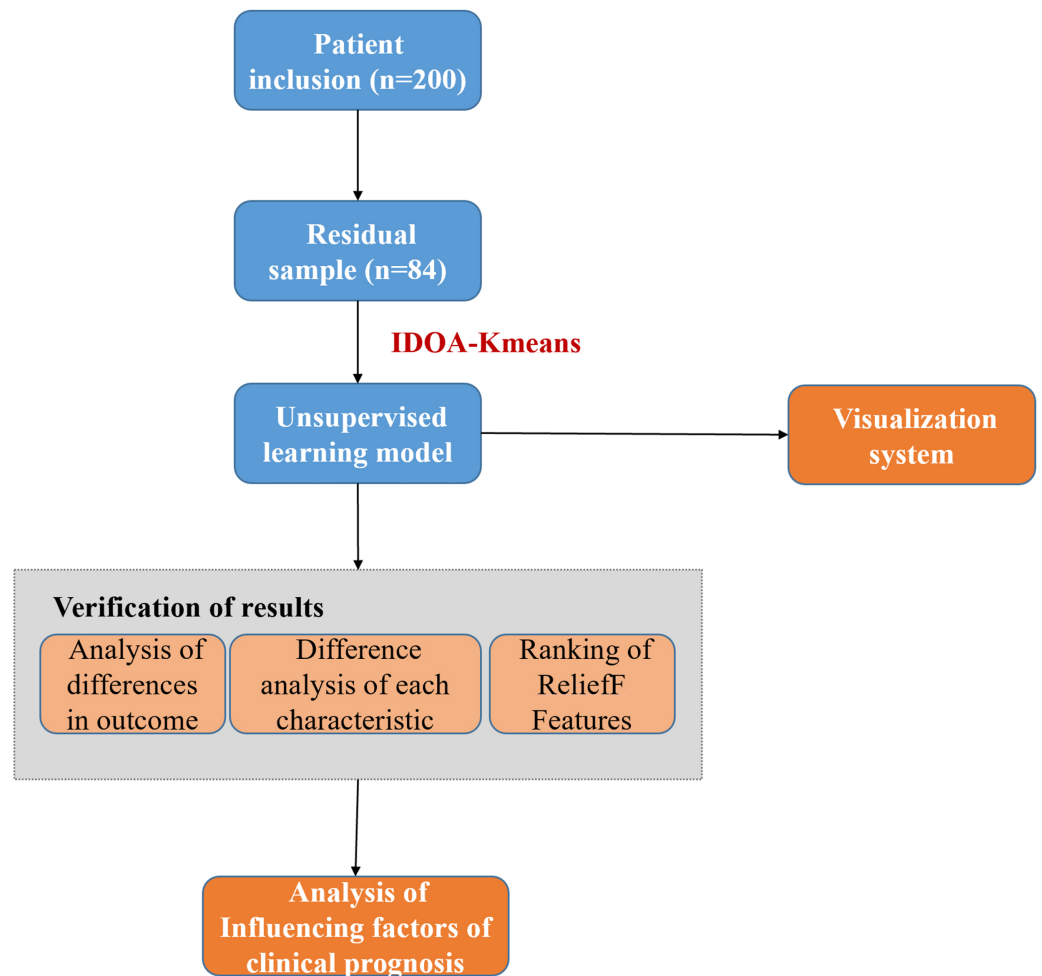 Patient
inclusion (n=200)
Residual
sample (n=84)
IDOA-Kmeans
Unsupervised
learning model
Visualization
system
Verification of results
Analysis of
differences
in outcome
Difference
analysis of each
characteristic
Ranking of
ReliefF
Features
Analysis of
Influencing factors of
clinical prognosis